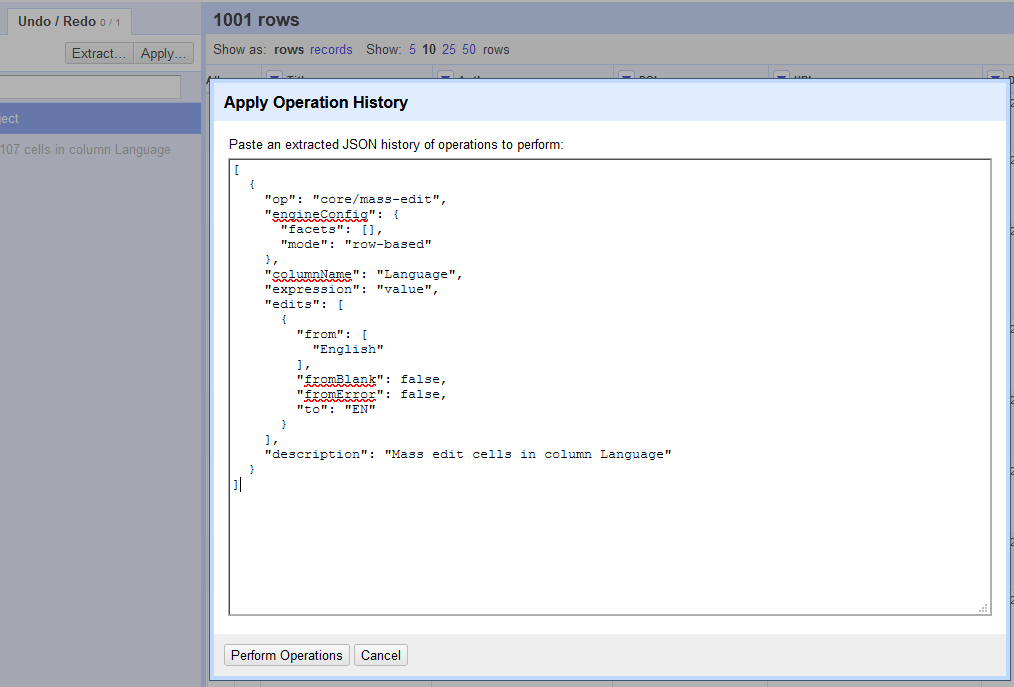 Undo / Redo 0 / 1
1001 rows
Extract... Apply...
Show as: rows records Show: 5 10 25 50 rows
ject
107 cells in column Language
Apply Operation History
Paste an extracted JSON history of operations to perform:
[
{
"op": "core/mass-edit",
"engineConfig": {
"facets": [],
"mode": "row-based"
},
"columnName": "Language",
"expression": "value",
"edits": [
{
"from": [
"English"
],
"fromBlank": false,
"fromError": false,
"to": "EN"
}
],
"description": "Mass edit cells in column Language"
}
]
Perform Operations Cancel